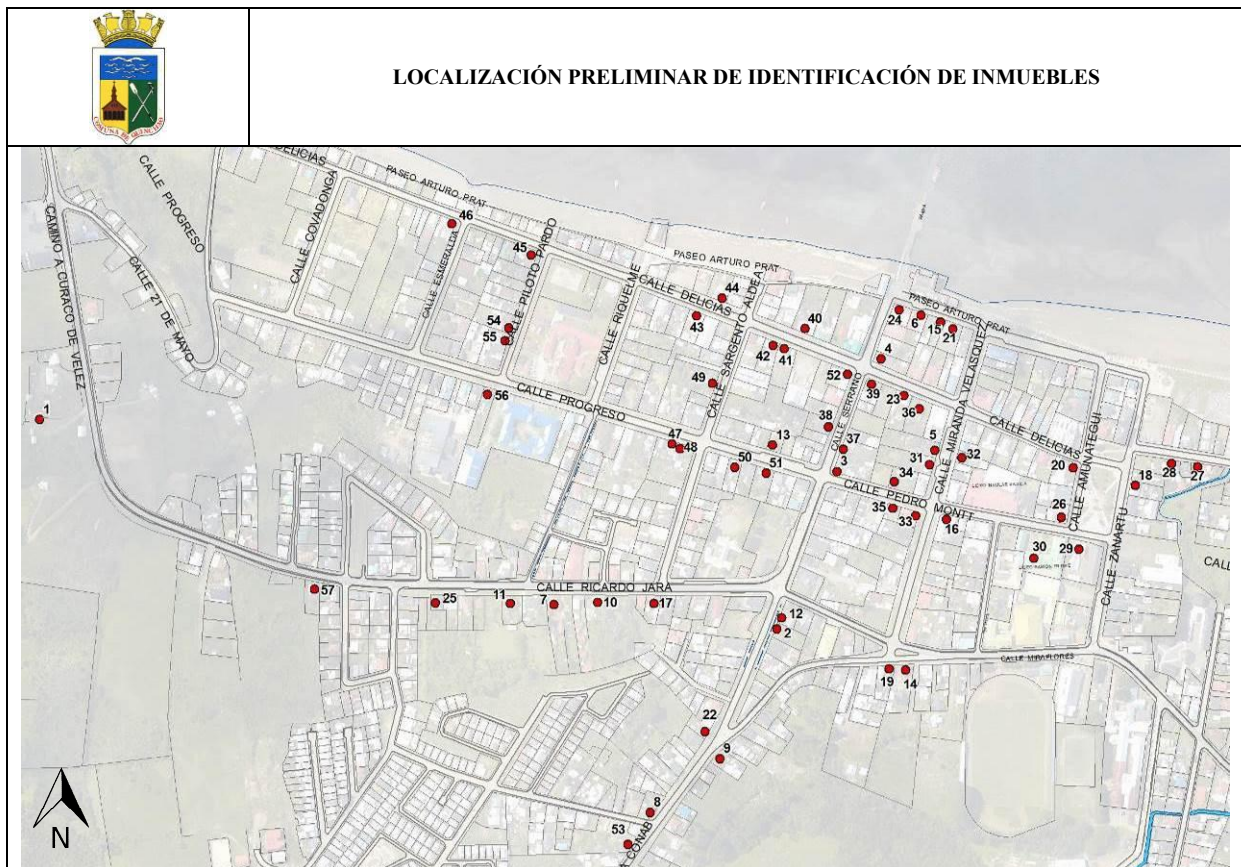 LOCALIZACIÓN PRELIMINAR DE IDENTIFICACIÓN DE INMUEBLES
COMUNA DE QUINCHAO
DELICIAS
PASEO ARTURO PRAT
CALLE PROGRESO
CAMINO A CURACO DE VELEZ
CALLE 21 DE MAYO
CALLE COVADONGA
CALLE ESMERALDA
46
45
CALLE PILOTO PARDO
54
55
56
CALLE RIQUELME
PASEO ARTURO PRAT
44
CALLE DELICIAS
43
CALLE SARGENTO ALDEA
40
42
41
49
CALLE PROGRESO
47
48
13
50
51
PASEO ARTURO PRAT
24
6
15
21
4
52
39
23
36
CALLE SERRANO
38
37
3
CALLE MIRANDA VELASQUEZ
5
31
32
34
35
33
CALLE PEDRO MONTT
16
CALLE DELICIAS
20
CALLE AMUNATEGUI
26
29
30
18
28
27
CALLE ZAÑARTU
CALL
1
57
25
11
7
10
17
CALLE RICARDO JARA
12
2
19
14
CALLE MIRAFLORES
22
9
8
53
A CONAB
N